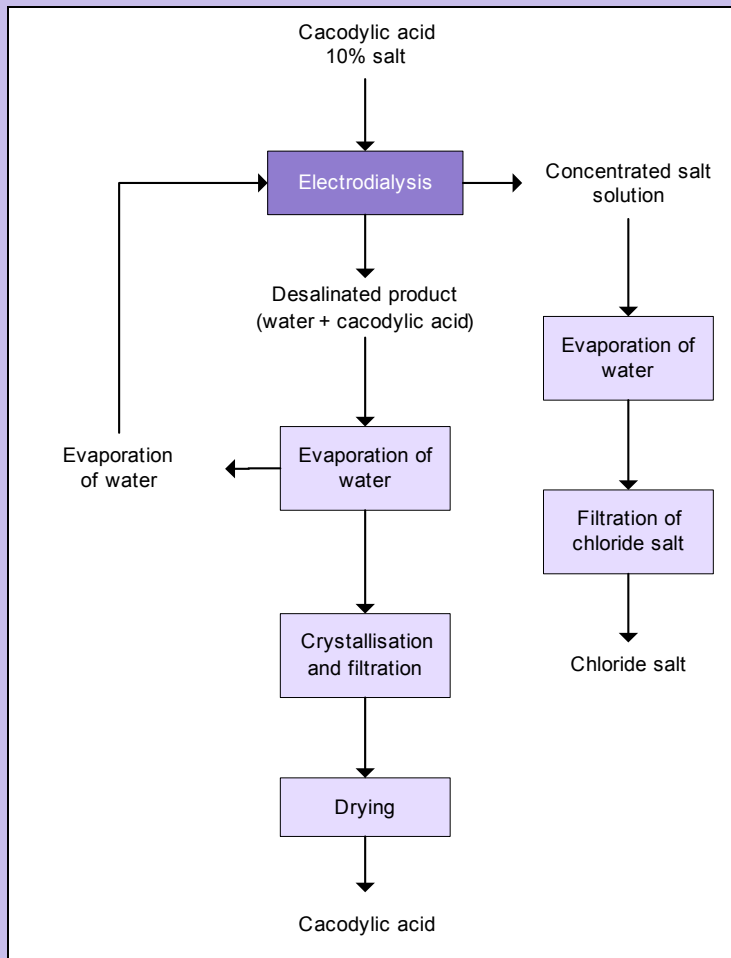 Cacodylic acid
10% salt
Electrodialysis
Concentrated salt
solution
Desalinated product
(water + cacodylic acid)
Evaporation of
water
Evaporation
of water
Evaporation of
water
Filtration of
chloride salt
Crystallisation
and filtration
Chloride salt
Drying
Cacodylic acid